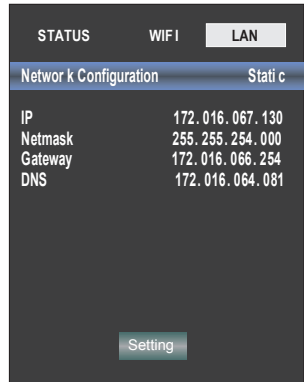 STATUS WIFI LAN
Network Configuration Static
IP 172.016.067.130
Netmask 255.255.254.000
Gateway 172.016.066.254
DNS 172.016.064.081
Setting